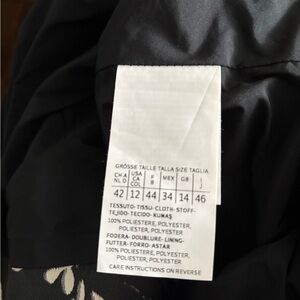 GRÖSSE TAILLE TALLA SIZE TAGLIA
CH A NL D USA CA COL F B MEX GB I J
42 12 44 34 14 46
TESSUTO-TISSU-CLOTH-STOFF-
TEJIDO-TECIDO-KUMAŞ
100% POLIESTERE, POLYESTER,
POLIÉSTER, POLYESTER
FODERA-DOUBLURE-LINING-
FUTTER-FORRO-ASTAR
100% POLIESTERE, POLYESTER,
POLIÉSTER, POLYESTER
CARE INSTRUCTIONS ON REVERSE